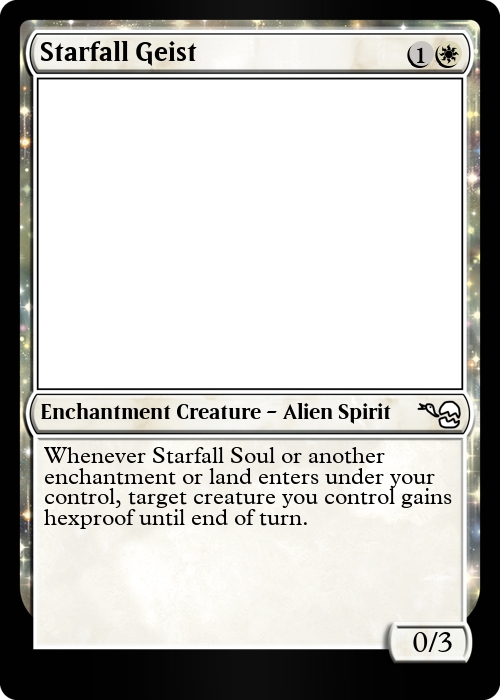 Starfall Geist 1
Enchantment Creature – Alien Spirit
Whenever Starfall Soul or another
enchantment or land enters under your
control, target creature you control gains
hexproof until end of turn.
0/3